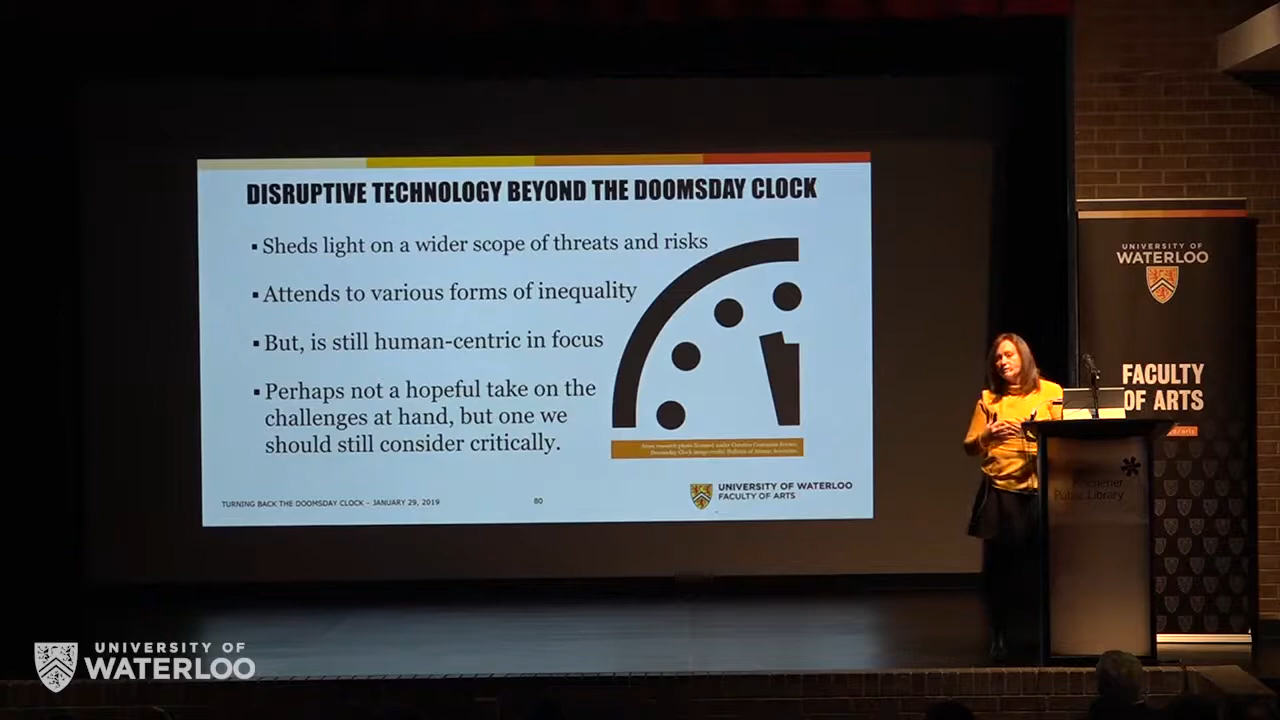 DISRUPTIVE TECHNOLOGY BEYOND THE DOOMSDAY CLOCK
▪ Sheds light on a wider scope of threats and risks
▪ Attends to various forms of inequality
▪ But, is still human-centric in focus
▪ Perhaps not a hopeful take on the
challenges at hand, but one we
should still consider critically.
TURNING BACK THE DOOMSDAY CLOCK – JANUARY 29, 2019
80
UNIVERSITY OF WATERLOO
FACULTY OF ARTS
UNIVERSITY OF
WATERLOO
FACULTY
OF ARTS
Kitchener
Public Library
UNIVERSITY OF
WATERLOO